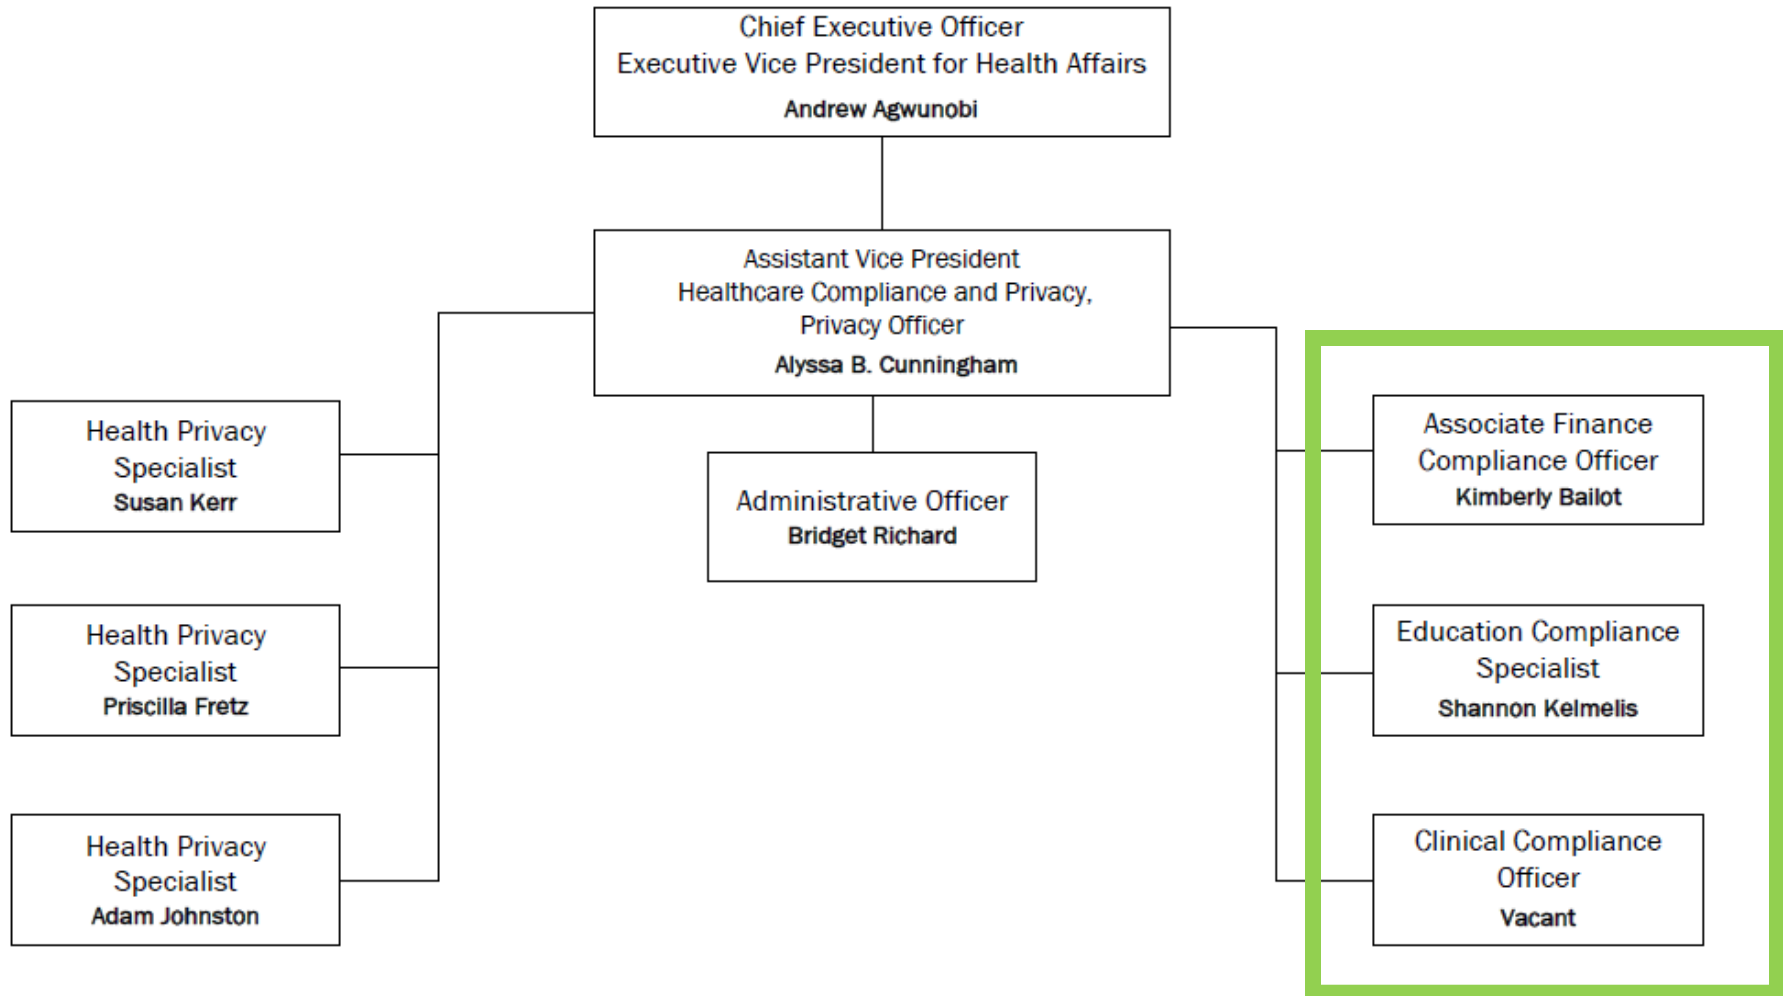 Chief Executive Officer
Executive Vice President for Health Affairs
Andrew Agwunobi
Assistant Vice President
Healthcare Compliance and Privacy,
Privacy Officer
Alyssa B. Cunningham
Health Privacy
Specialist
Susan Kerr
Health Privacy
Specialist
Priscilla Fretz
Health Privacy
Specialist
Adam Johnston
Administrative Officer
Bridget Richard
Associate Finance
Compliance Officer
Kimberly Bailot
Education Compliance
Specialist
Shannon Kelmelis
Clinical Compliance
Officer
Vacant